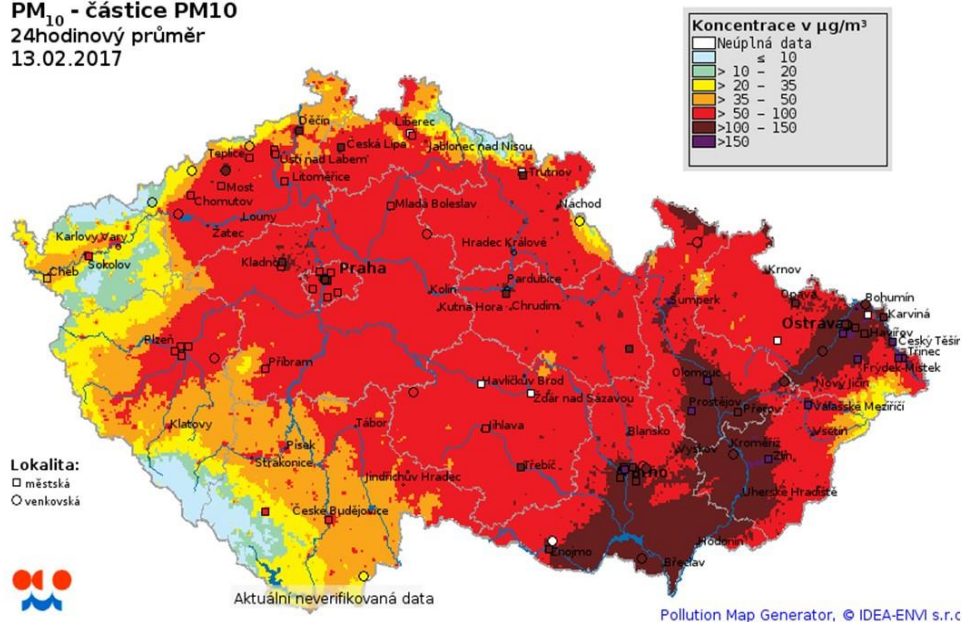 PM10 - částice PM10
24hodinový průměr
13.02.2017
Koncentrace v µg/m³
Neúplná data
≤ 10
> 10 - 20
> 20 - 35
> 35 - 50
> 50 - 100
>100 - 150
>150
Děčín
Liberec
Česká Lípa
Jablonec nad Nisou
Teplice
Ústí nad Labem
Trutnov
Litoměřice
Most
Chomutov
Mladá Boleslav
Náchod
Louny
Žatec
Karlovy Vary
Hradec Králové
Sokolov
Cheb
Kladno
Praha
Krnov
Pardubice
Kolín
Kutná Hora
Chrudim
Šumperk
Opava
Bohumín
Karviná
Ostrava
Havířov
Český Těšín
Třinec
Frýdek-Místek
Plzeň
Příbram
Olomouc
Nový Jičín
Havlíčkův Brod
Žďár nad Sázavou
Prostějov
Přerov
Valašské Meziříčí
Klatovy
Tábor
Jihlava
Blansko
Vsetín
Písek
Vyškov
Kroměříž
Zlín
Strakonice
Třebíč
Brno
Jindřichův Hradec
Uherské Hradiště
Lokalita:
městská
venkovská
České Budějovice
Hodonín
Znojmo
Břeclav
Aktuální neverifikovaná data
Pollution Map Generator, © IDEA-ENVI s.r.o